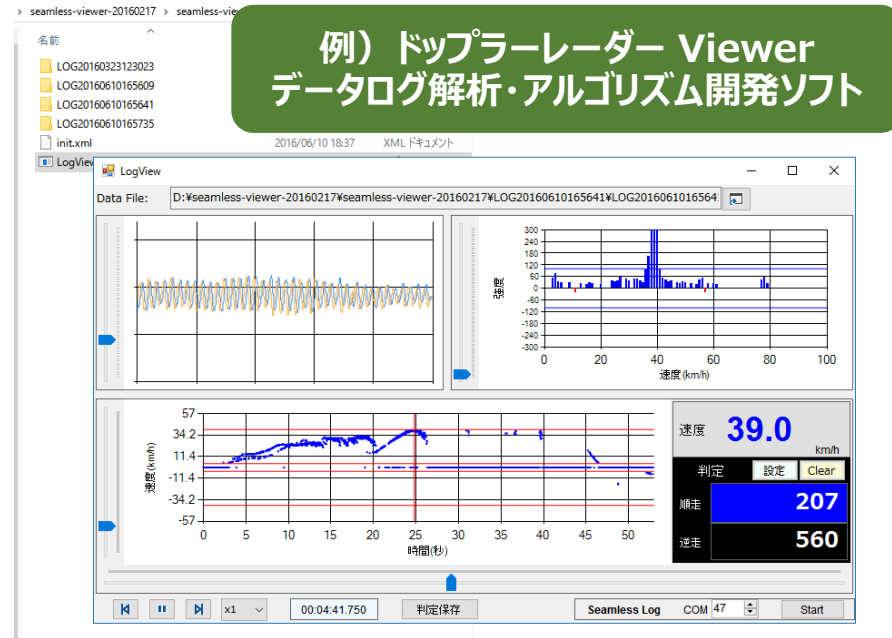 seamless-viewer-20160217 › seamless-vie
例）ドップラーレーダー Viewer
データログ解析・アルゴリズム開発ソフト
名前
LOG20160323123023
LOG20160610165609
LOG20160610165641
LOG20160610165735
init.xml 2016/06/10 18:37 XML ドキュメント
LogView
LogView
Data File: D:¥seamless-viewer-20160217¥seamless-viewer-20160217¥LOG20160610165641¥LOG2016061016564
強度
300
240
180
120
60
0
-60
-120
-180
-240
-300
0 20 40 60 80 100
速度(km/h)
速度(km/h)
57
34.2
11.4
-11.4
-34.2
-57
0 5 10 15 20 25 30 35 40 45 50
時間(秒)
速度 39.0 km/h
判定 設定 Clear
順走 207
逆走 560
x1 00:04:41.750 判定保存 Seamless Log COM 47 Start